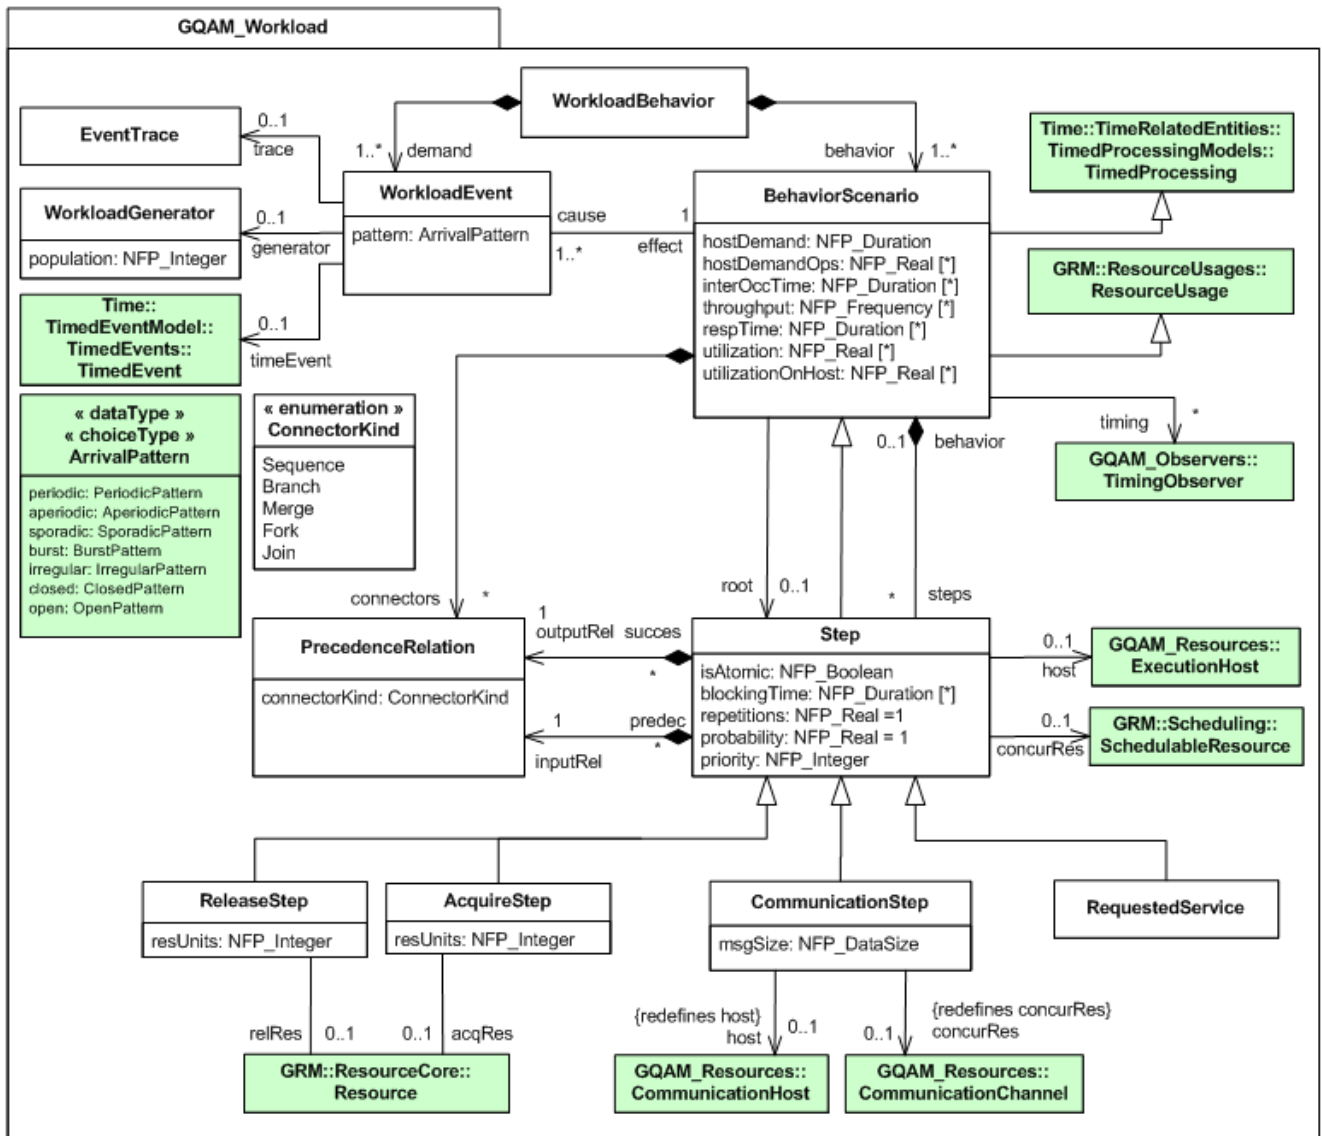 GQAM_Workload
WorkloadBehavior
EventTrace
0..1
trace
1..*
demand
behavior
1..*
Time::TimeRelatedEntities::
TimedProcessingModels::
TimedProcessing
WorkloadGenerator
population: NFP_Integer
0..1
generator
WorkloadEvent
pattern: ArrivalPattern
cause
1..*
1
effect
BehaviorScenario
hostDemand: NFP_Duration
hostDemandOps: NFP_Real [*]
interOccTime: NFP_Duration [*]
throughput: NFP_Frequency [*]
respTime: NFP_Duration [*]
utilization: NFP_Real [*]
utilizationOnHost: NFP_Real [*]
GRM::ResourceUsages::
ResourceUsage
Time::
TimedEventModel::
TimedEvents::
TimedEvent
0..1
timeEvent
« dataType »
« choiceType »
ArrivalPattern
periodic: PeriodicPattern
aperiodic: AperiodicPattern
sporadic: SporadicPattern
burst: BurstPattern
irregular: IrregularPattern
closed: ClosedPattern
open: OpenPattern
« enumeration »
ConnectorKind
Sequence
Branch
Merge
Fork
Join
0..1
behavior
timing
*
GQAM_Observers::
TimingObserver
connectors
*
root
0..1
*
steps
PrecedenceRelation
connectorKind: ConnectorKind
1
outputRel
succes
*
1
inputRel
predec
*
Step
isAtomic: NFP_Boolean
blockingTime: NFP_Duration [*]
repetitions: NFP_Real =1
probability: NFP_Real = 1
priority: NFP_Integer
0..1
host
GQAM_Resources::
ExecutionHost
0..1
concurRes
GRM::Scheduling::
SchedulableResource
ReleaseStep
resUnits: NFP_Integer
AcquireStep
resUnits: NFP_Integer
CommunicationStep
msgSize: NFP_DataSize
RequestedService
relRes
0..1
0..1
acqRes
{redefines host}
host
0..1
0..1
{redefines concurRes}
concurRes
GRM::ResourceCore::
Resource
GQAM_Resources::
CommunicationHost
GQAM_Resources::
CommunicationChannel